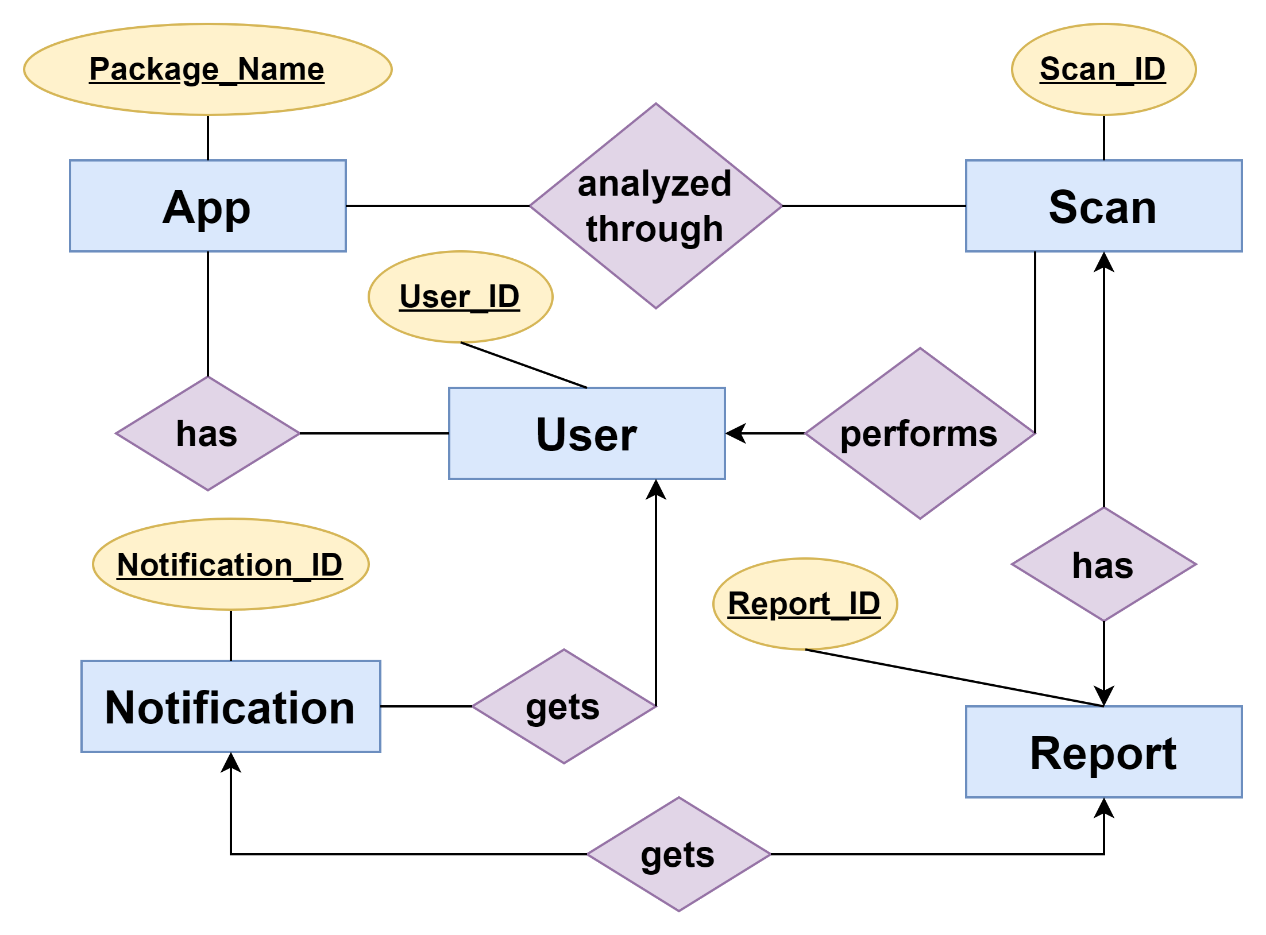 Package_Name
Scan_ID
App
analyzed
through
Scan
User_ID
has
User
performs
Notification_ID
has
Report_ID
Notification
gets
Report
gets